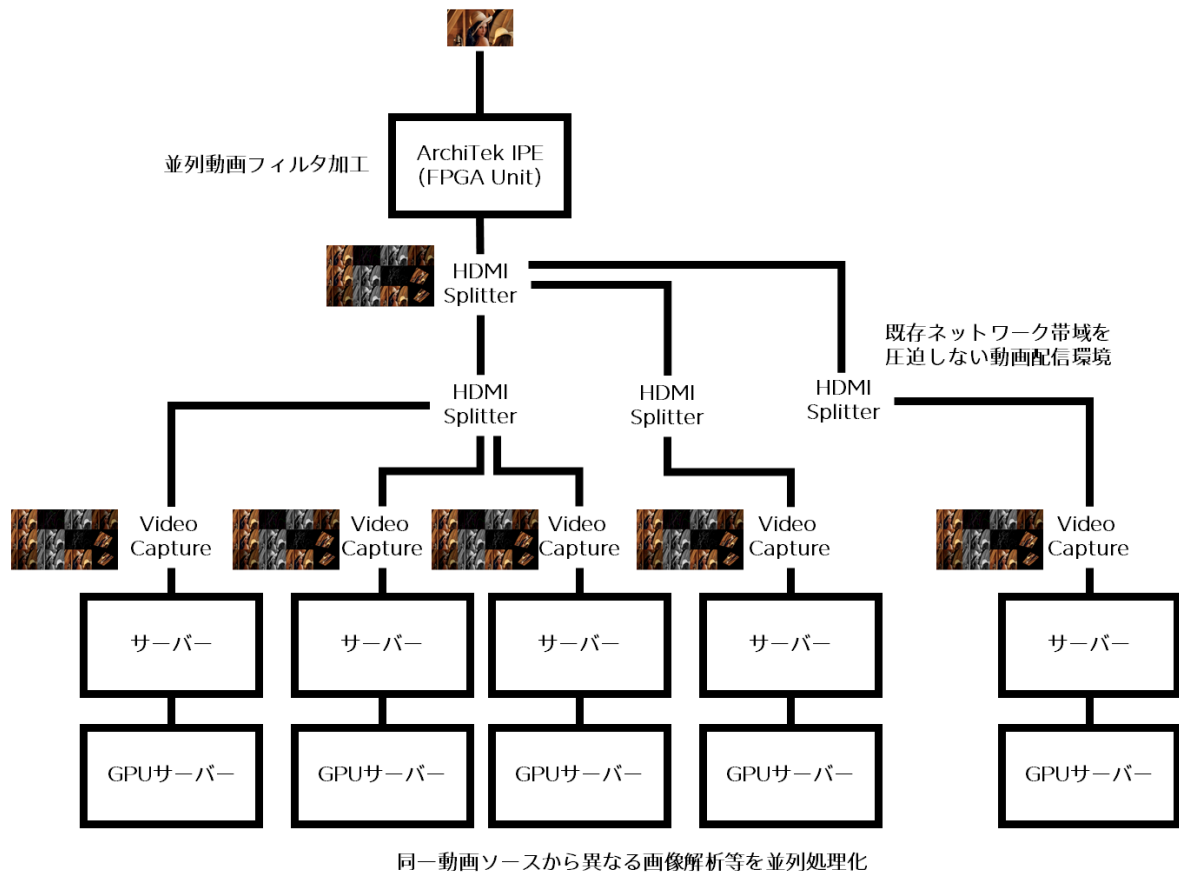 並列動画フィルタ加工
ArchiTek IPE
(FPGA Unit)
HDMI
Splitter
既存ネットワーク帯域を
圧迫しない動画配信環境
HDMI
Splitter
HDMI
Splitter
HDMI
Splitter
Video
Capture
Video
Capture
Video
Capture
Video
Capture
Video
Capture
サーバー
サーバー
サーバー
サーバー
サーバー
GPUサーバー
GPUサーバー
GPUサーバー
GPUサーバー
GPUサーバー
同一動画ソースから異なる画像解析等を並列処理化